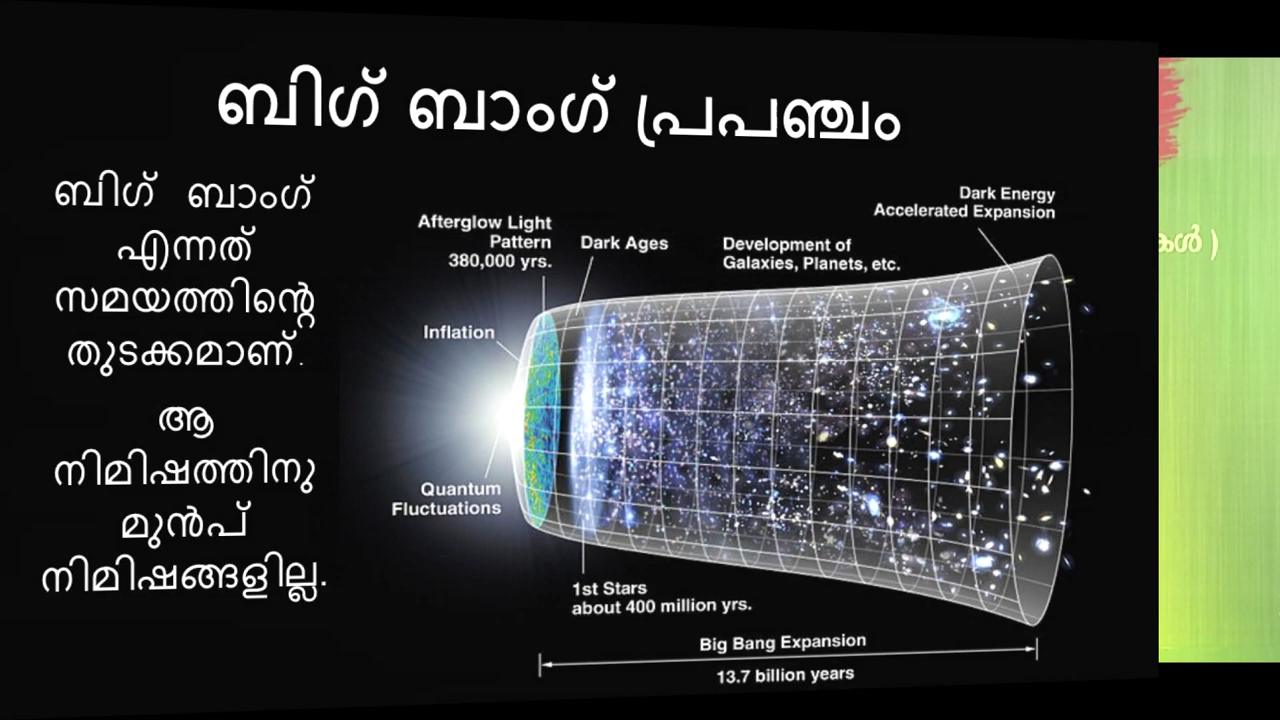 ബിഗ് ബാംഗ് പ്രപഞ്ചം
ബിഗ് ബാംഗ്
എന്നത്
സമയത്തിന്റെ
തുടക്കമാണ്.
ആ
നിമിഷത്തിനു
മുൻപ്
നിമിഷങ്ങളില്ല.
Afterglow Light
Pattern
380,000 yrs.
Dark Ages
Development of
Galaxies, Planets, etc.
Dark Energy
Accelerated Expansion
Inflation
Quantum
Fluctuations
1st Stars
about 400 million yrs.
Big Bang Expansion
13.7 billion years